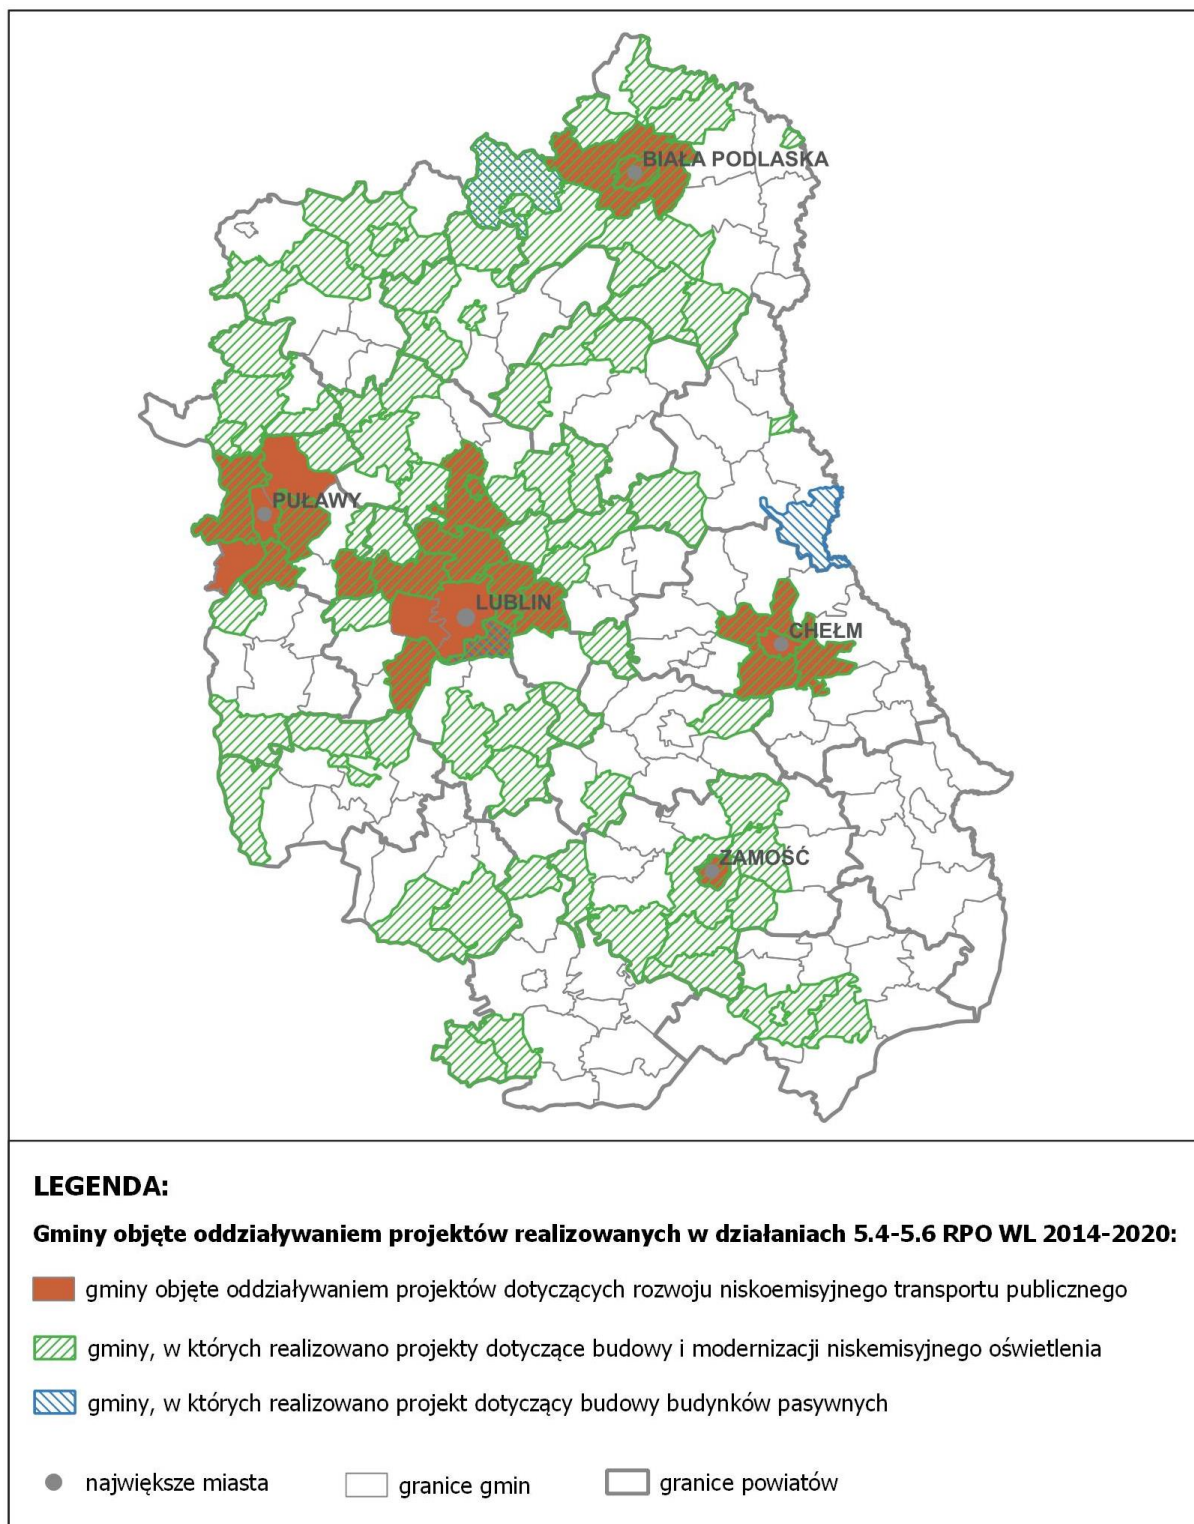 BIAŁA PODLASKA
PUŁAWY
LUBLIN
CHEŁM
ZAMOŚĆ
LEGENDA:
Gminy objęte oddziaływaniem projektów realizowanych w działaniach 5.4-5.6 RPO WL 2014-2020:
gminy objęte oddziaływaniem projektów dotyczących rozwoju niskoemisyjnego transportu publicznego
gminy, w których realizowano projekty dotyczące budowy i modernizacji niskemisyjnego oświetlenia
gminy, w których realizowano projekt dotyczący budowy budynków pasywnych
największe miasta granice gmin granice powiatów